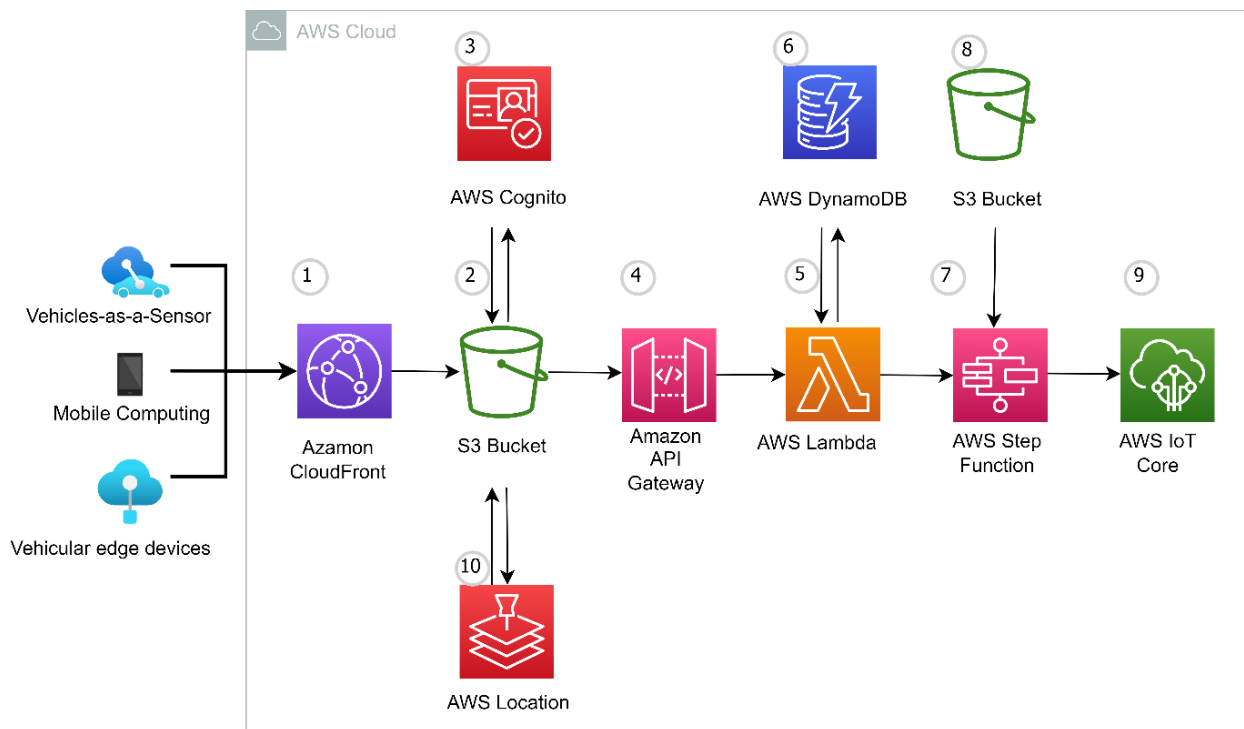 AWS Cloud
3
6
8
AWS Cognito
AWS DynamoDB
S3 Bucket
Vehicles-as-a-Sensor
Mobile Computing
Vehicular edge devices
1
2
4
5
7
9
Azamon
CloudFront
S3 Bucket
Amazon
API
Gateway
AWS Lambda
AWS Step
Function
AWS IoT
Core
10
AWS Location